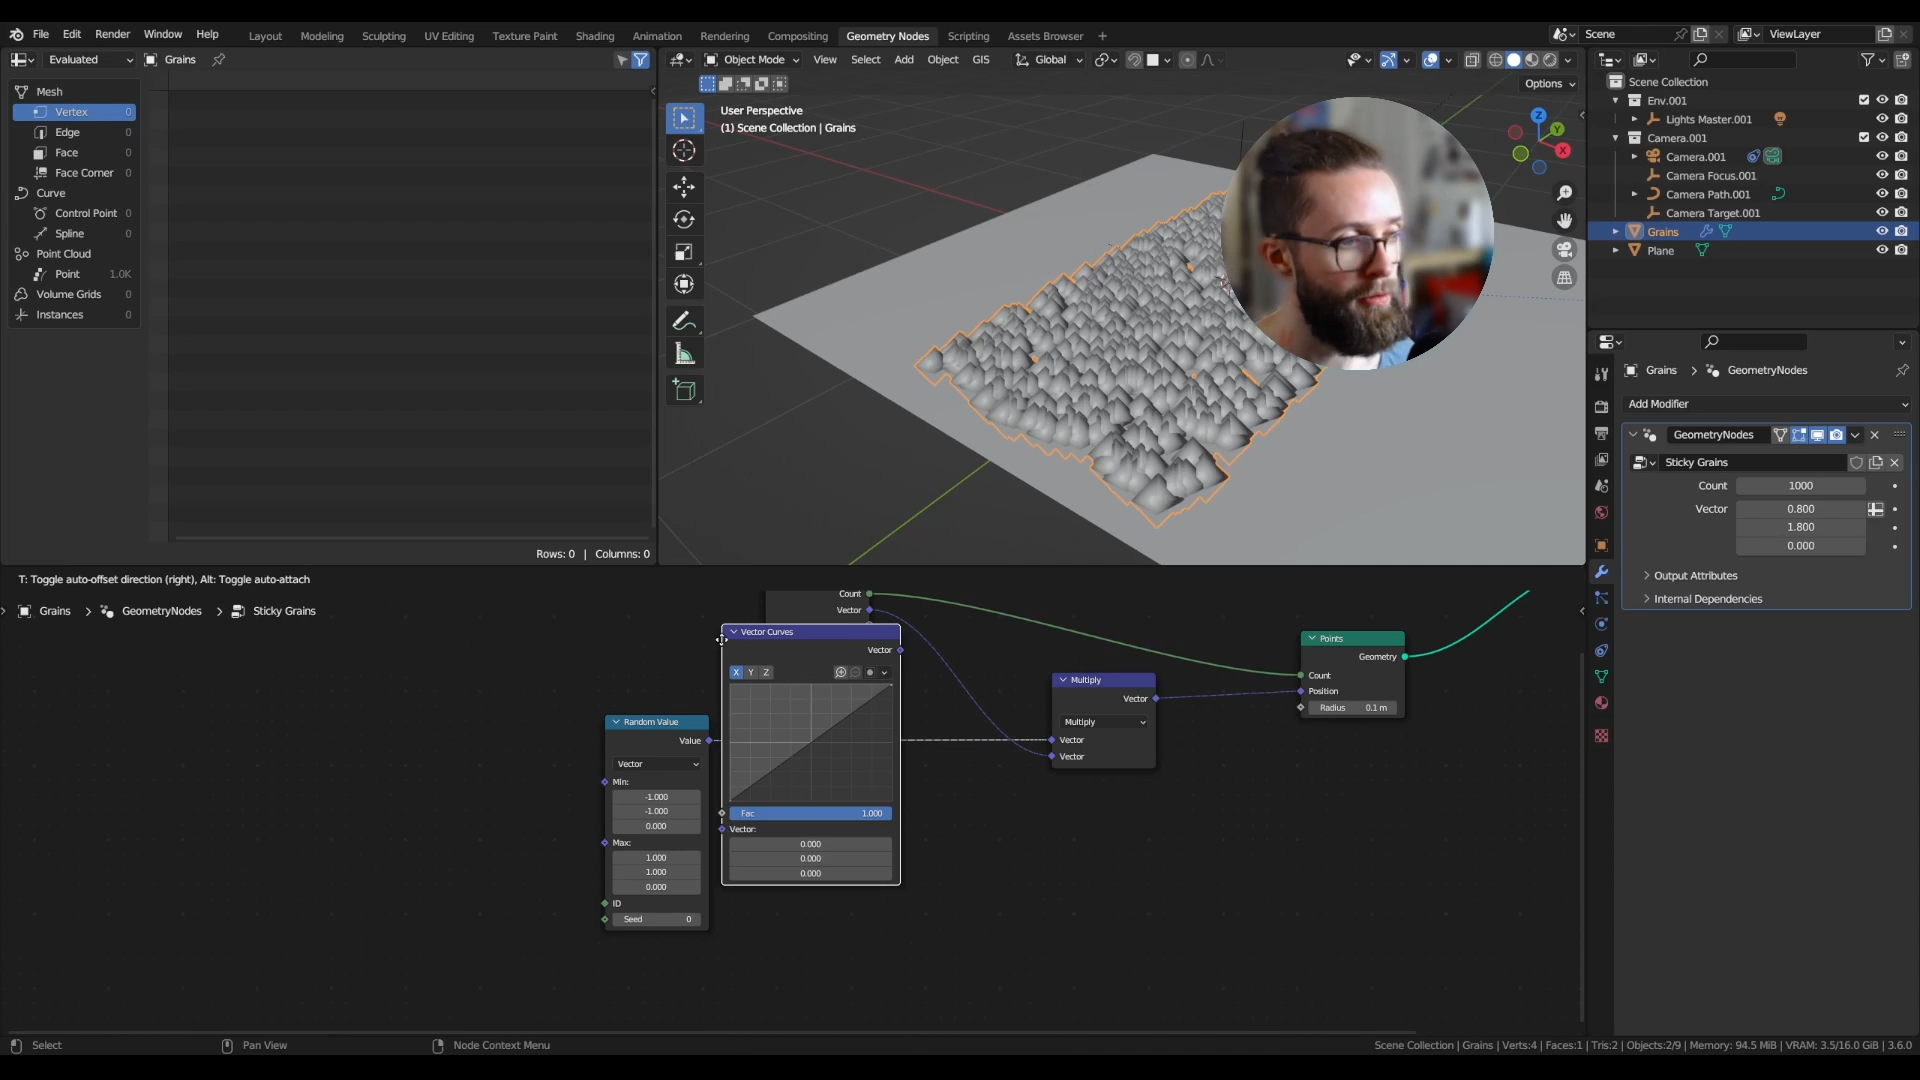 File Edit Render Window Help
Layout Modeling Sculpting UV Editing Texture Paint Shading Animation Rendering Compositing Geometry Nodes Scripting Assets Browser +
Scene
ViewLayer
Evaluated
Grains
Mesh
Vertex 0
Edge 0
Face 0
Face Corner 0
Curve
Control Point 0
Spline 0
Point Cloud
Point 1.0K
Volume Grids 0
Instances 0
Rows: 0 | Columns: 0
Object Mode View Select Add Object GIS Global
Options
User Perspective
(1) Scene Collection | Grains
Z
Y
X
Scene Collection
Env.001
Lights Master.001
Camera.001
Camera.001
Camera Focus.001
Camera Path.001
Camera Target.001
Grains
Plane
Grains > GeometryNodes
Add Modifier
GeometryNodes
Sticky Grains
Count 1000
Vector 0.800
1.800
0.000
Output Attributes
Internal Dependencies
T: Toggle auto-offset direction (right), Alt: Toggle auto-attach
Grains > GeometryNodes > Sticky Grains
Count
Vector
Vector Curves
Vector
X Y Z
Fac 1.000
Vector:
0.000
0.000
0.000
Random Value
Value
Vector
Min:
-1.000
-1.000
0.000
Max:
1.000
1.000
0.000
ID
Seed 0
Multiply
Vector
Multiply
Vector
Vector
Points
Geometry
Count
Position
Radius 0.1 m
Select
Pan View
Node Context Menu
Scene Collection | Grains | Verts:4 | Faces:1 | Tris:2 | Objects:2/9 | Memory: 94.5 MiB | VRAM: 3.5/16.0 GiB | 3.6.0